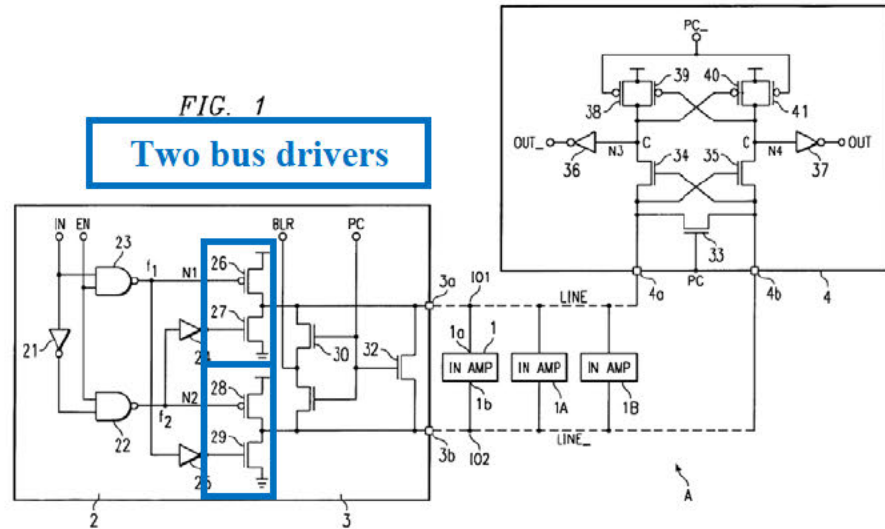 PC_
39
40
38
41
FIG. 1
Two bus drivers
OUT_
36
N3
C
34
35
C
N4
37
OUT
33
IN
EN
BLR
PC
23
f1
N1
26
27
21
24
30
32
3a
IO1
LINE
4a
PC
4b
4
1a
1
IN AMP
IN AMP
IN AMP
1b
1A
1B
22
f2
N2
28
29
25
3b
IO2
LINE_
2
3
A